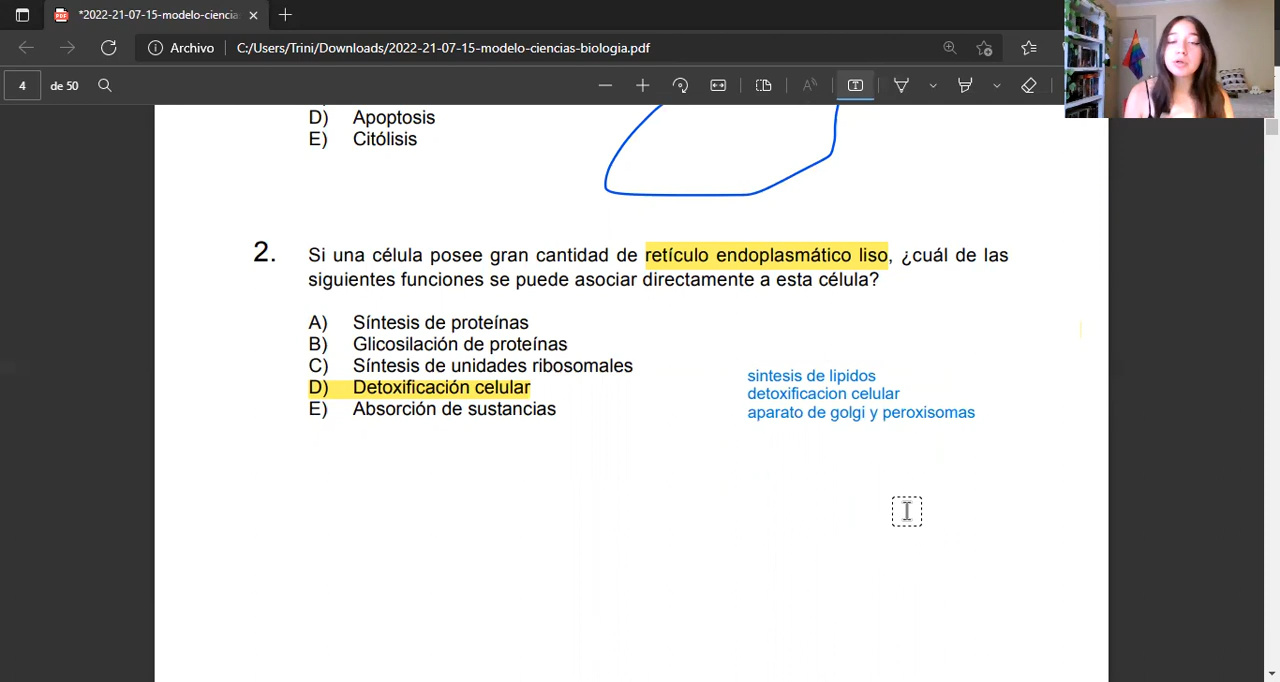 *2022-21-07-15-modelo-ciencia
Archivo C:/Users/Trini/Downloads/2022-21-07-15-modelo-ciencias-biologia.pdf
4 de 50
D) Apoptosis
E) Citólisis
2. Si una célula posee gran cantidad de retículo endoplasmático liso, ¿cuál de las
siguientes funciones se puede asociar directamente a esta célula?
A) Síntesis de proteínas
B) Glicosilación de proteínas
C) Síntesis de unidades ribosomales
D) Detoxificación celular
E) Absorción de sustancias
sintesis de lipidos
detoxificacion celular
aparato de golgi y peroxisomas